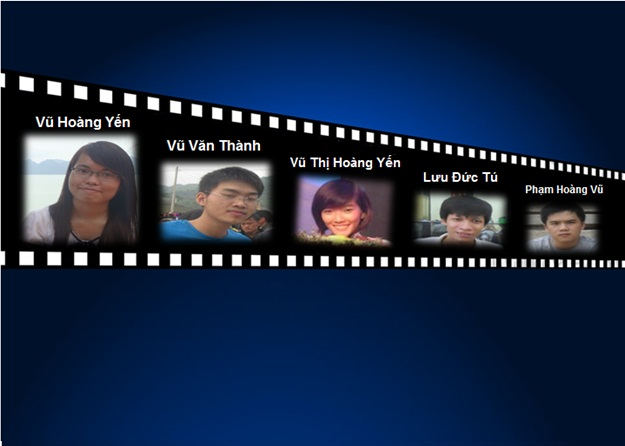 Vũ Hoàng Yến
Vũ Văn Thành
Vũ Thị Hoàng Yến
Lưu Đức Tú
Phạm Hoàng Vũ